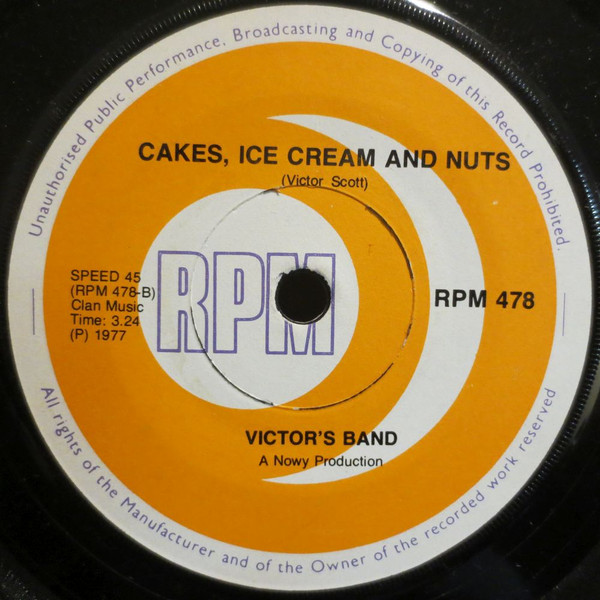 Unauthorised Public Performance, Broadcasting and Copying of this Record Prohibited.
CAKES, ICE CREAM AND NUTS
(Victor Scott)
RPM
SPEED 45
(RPM 478-B)
Clan Music
Time: 3.24
(P) 1977
RPM 478
VICTOR'S BAND
A Nowy Production
All rights of the Manufacturer and of the Owner of the recorded work reserved